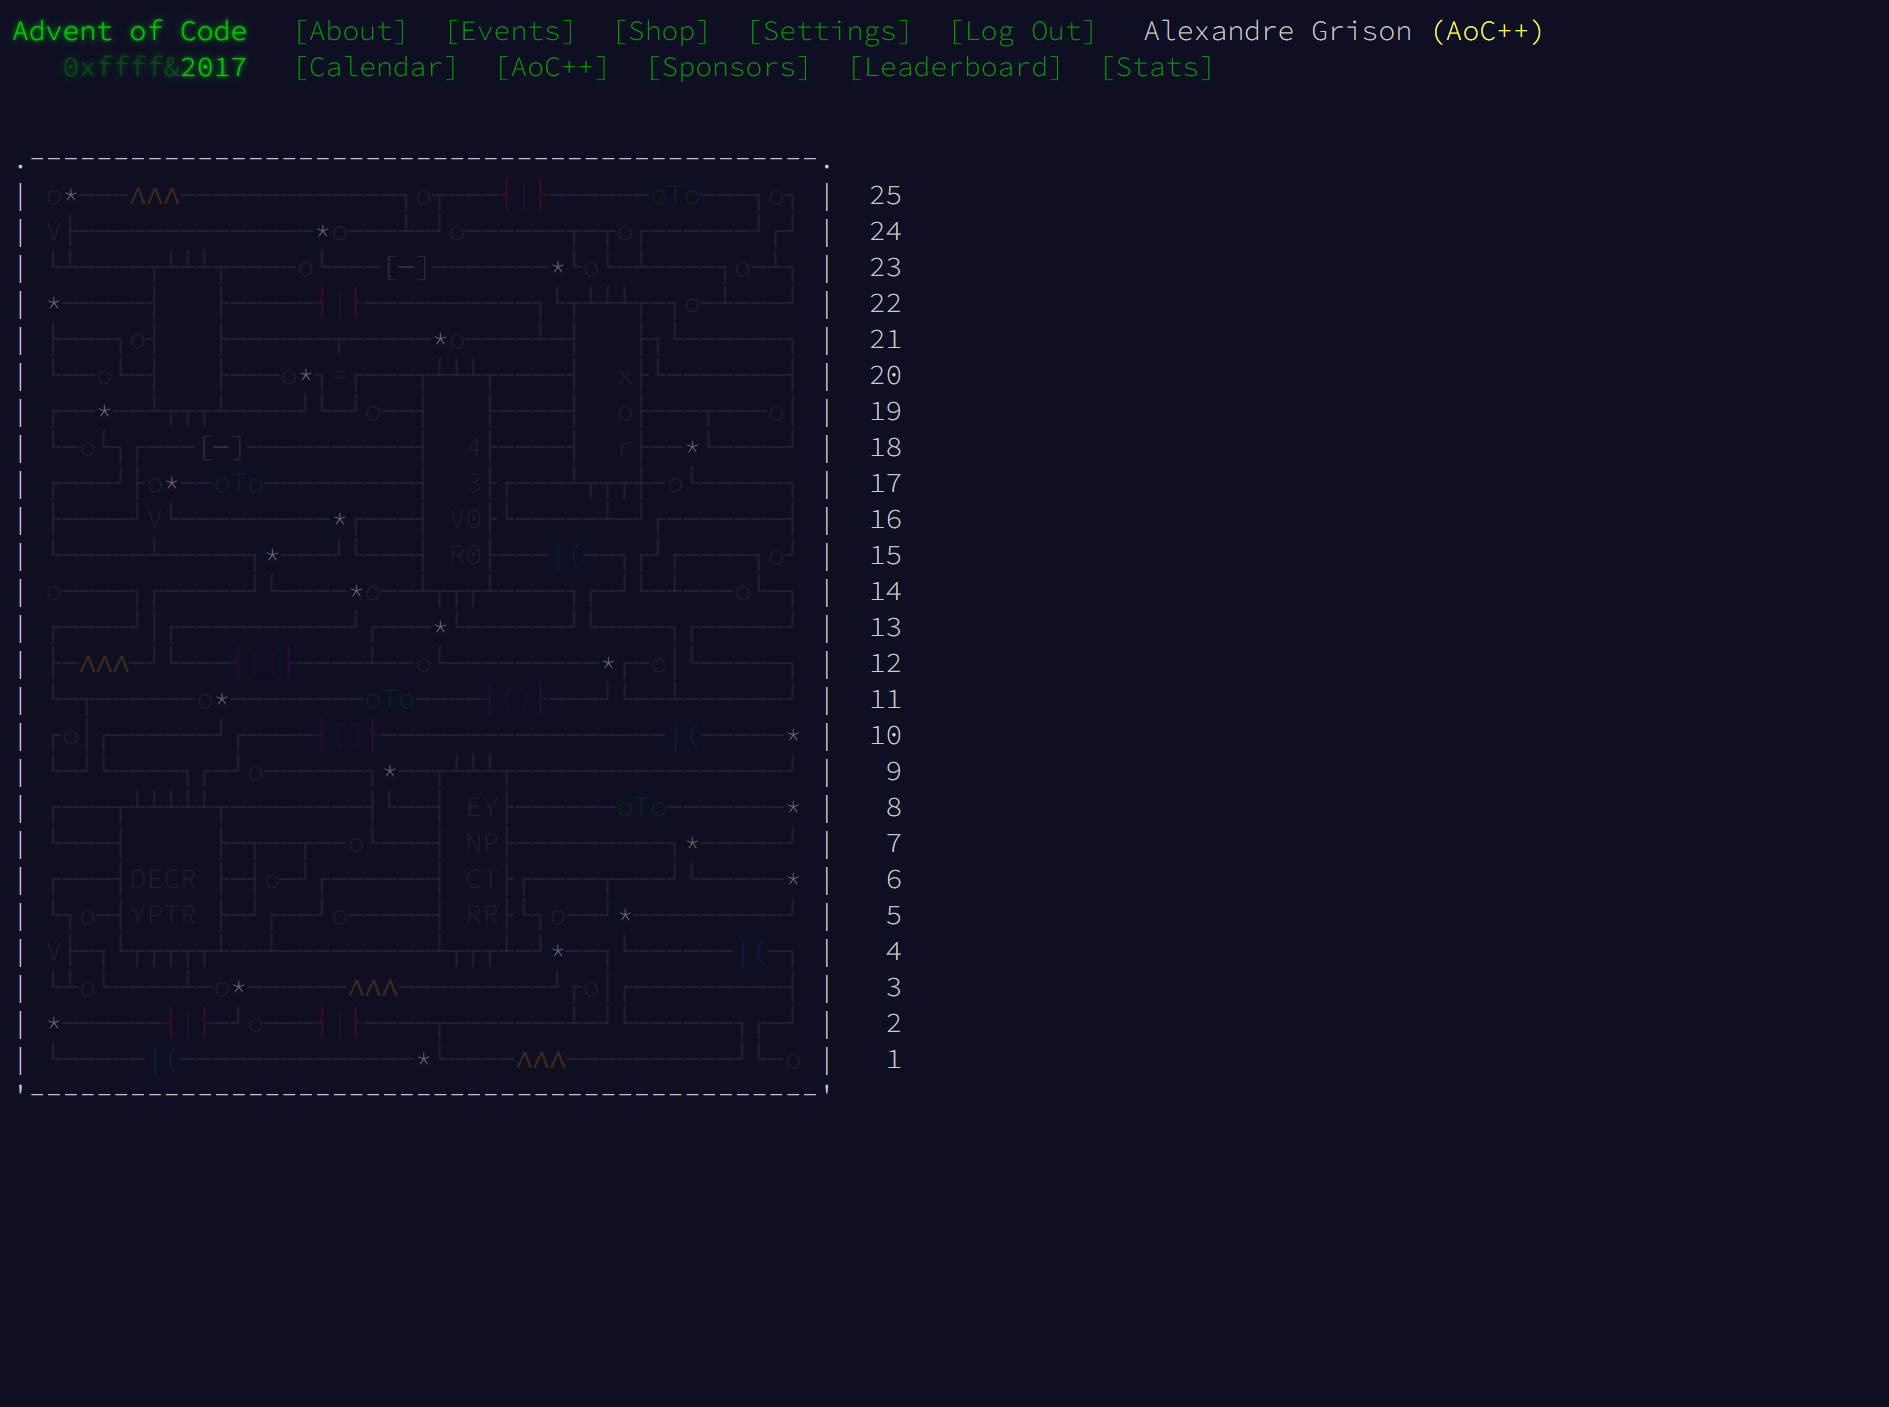 Advent of Code [About] [Events] [Shop] [Settings] [Log Out] Alexandre Grison (AoC++)
0xffff&2017 [Calendar] [AoC++] [Sponsors] [Leaderboard] [Stats]
25
24
23
22
21
20
19
18
17
16
15
14
13
12
11
10
9
8
7
6
5
4
3
2
1
x
o
4 r
3
V0
R0
EY
NP
DECR CT
YPTR RR